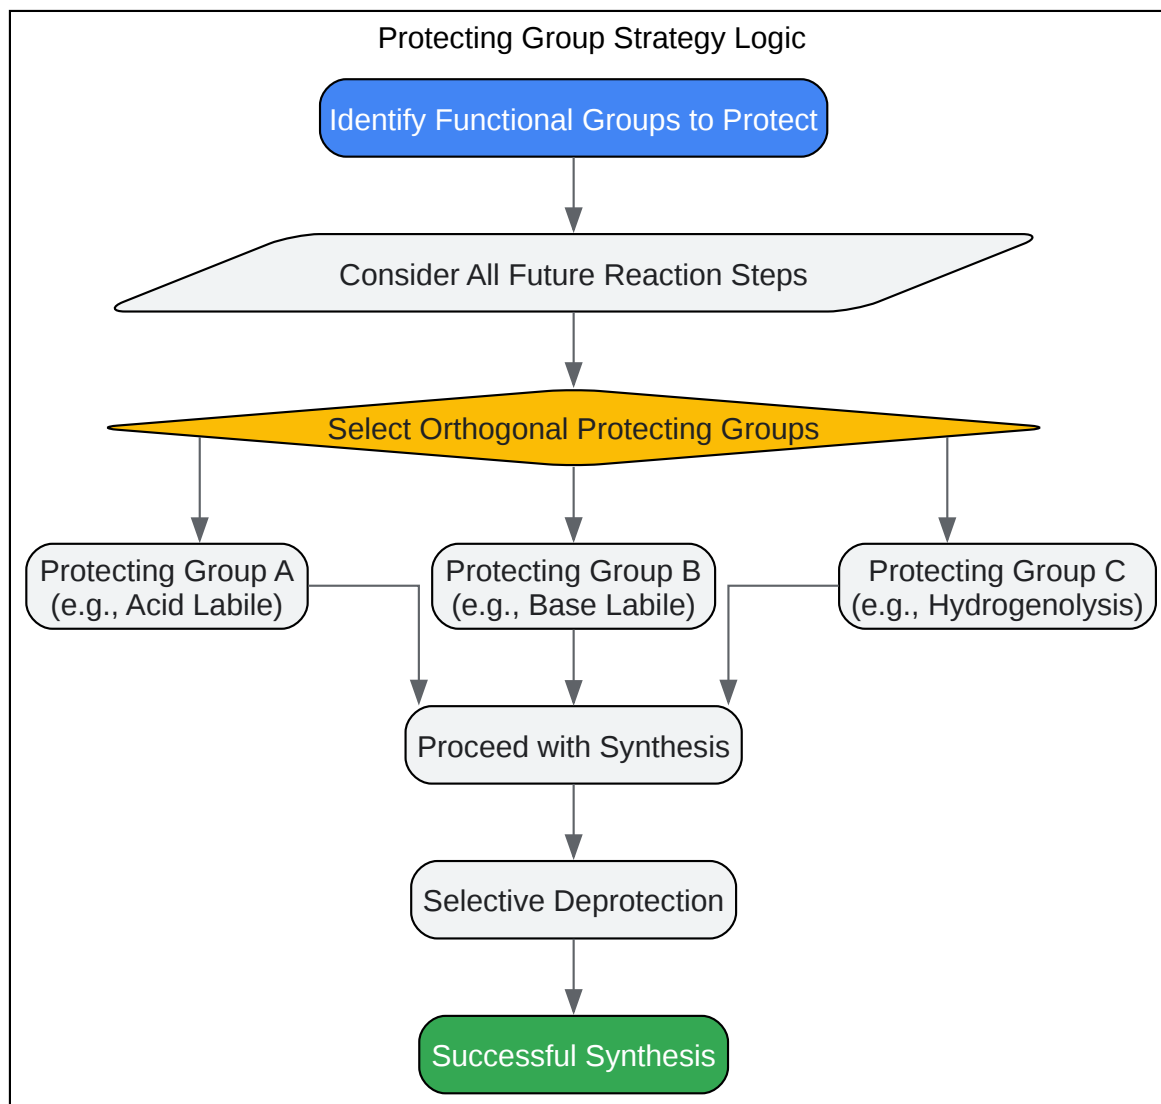 Protecting Group Strategy Logic
Identify Functional Groups to Protect
Consider All Future Reaction Steps
Select Orthogonal Protecting Groups
Protecting Group A
(e.g., Acid Labile)
Protecting Group B
(e.g., Base Labile)
Protecting Group C
(e.g., Hydrogenolysis)
Proceed with Synthesis
Selective Deprotection
Successful Synthesis